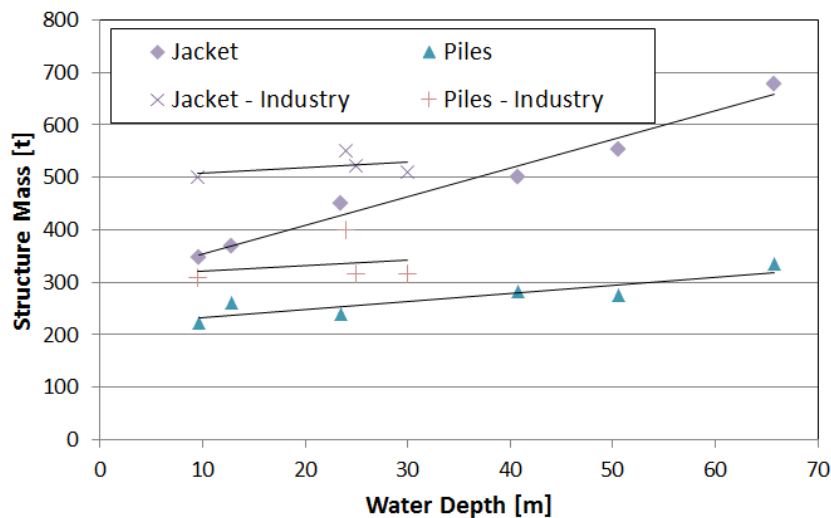 800
700
600
500
400
300
200
100
0
Structure Mass [t]
Jacket Piles
Jacket - Industry Piles - Industry
0 10 20 30 40 50 60 70
Water Depth [m]